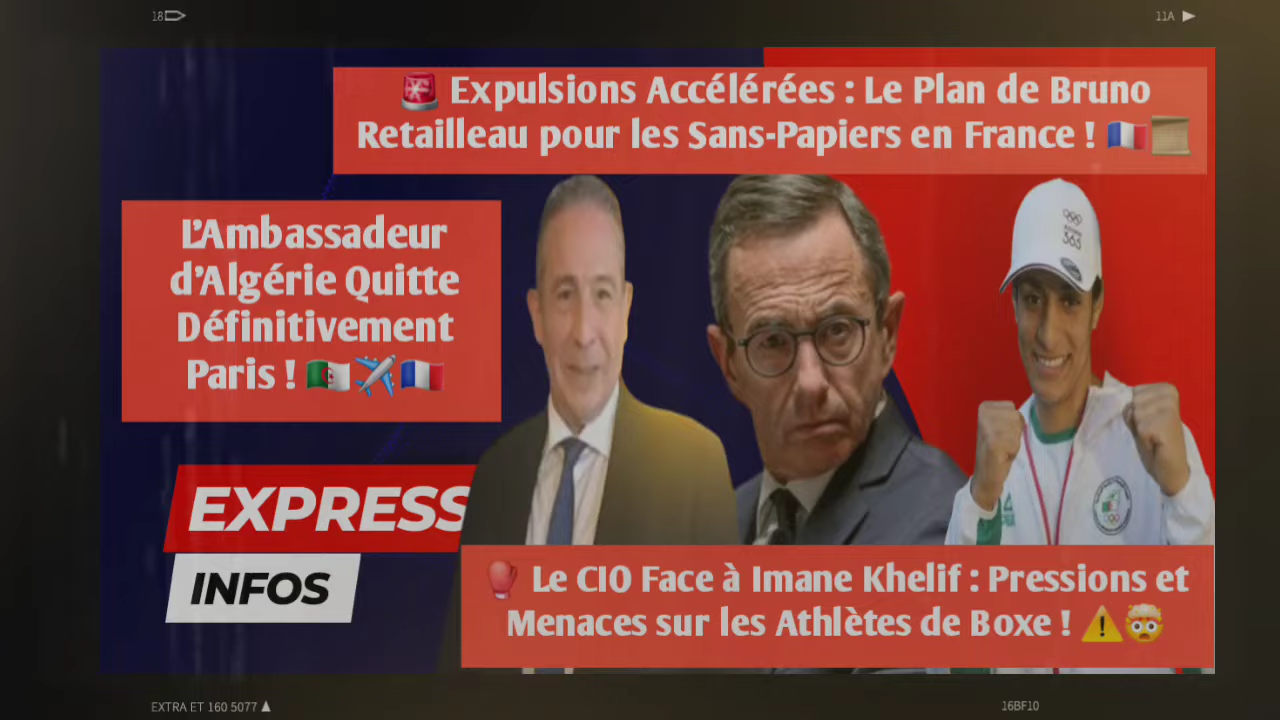 18
11A
Expulsions Accélérées : Le Plan de Bruno
Retailleau pour les Sans-Papiers en France !
L'Ambassadeur
d'Algérie Quitte
Définitivement
Paris !
EXPRESS
INFOS
Le CIO Face à Imane Khelif : Pressions et
Menaces sur les Athlètes de Boxe !
EXTRA ET 160 5077
16BF10